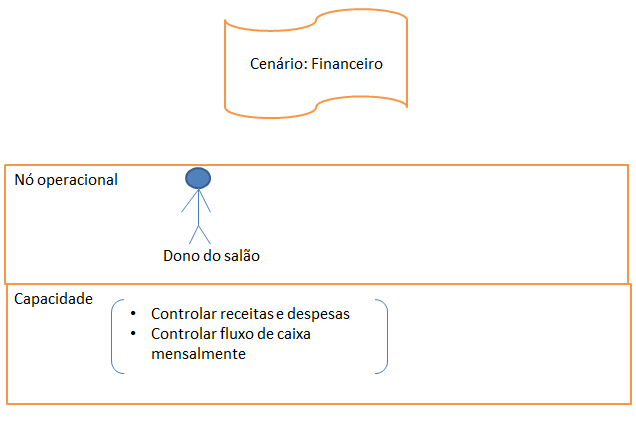 Cenário: Financeiro
Nó operacional
Dono do salão
Capacidade
• Controlar receitas e despesas
• Controlar fluxo de caixa
mensalmente